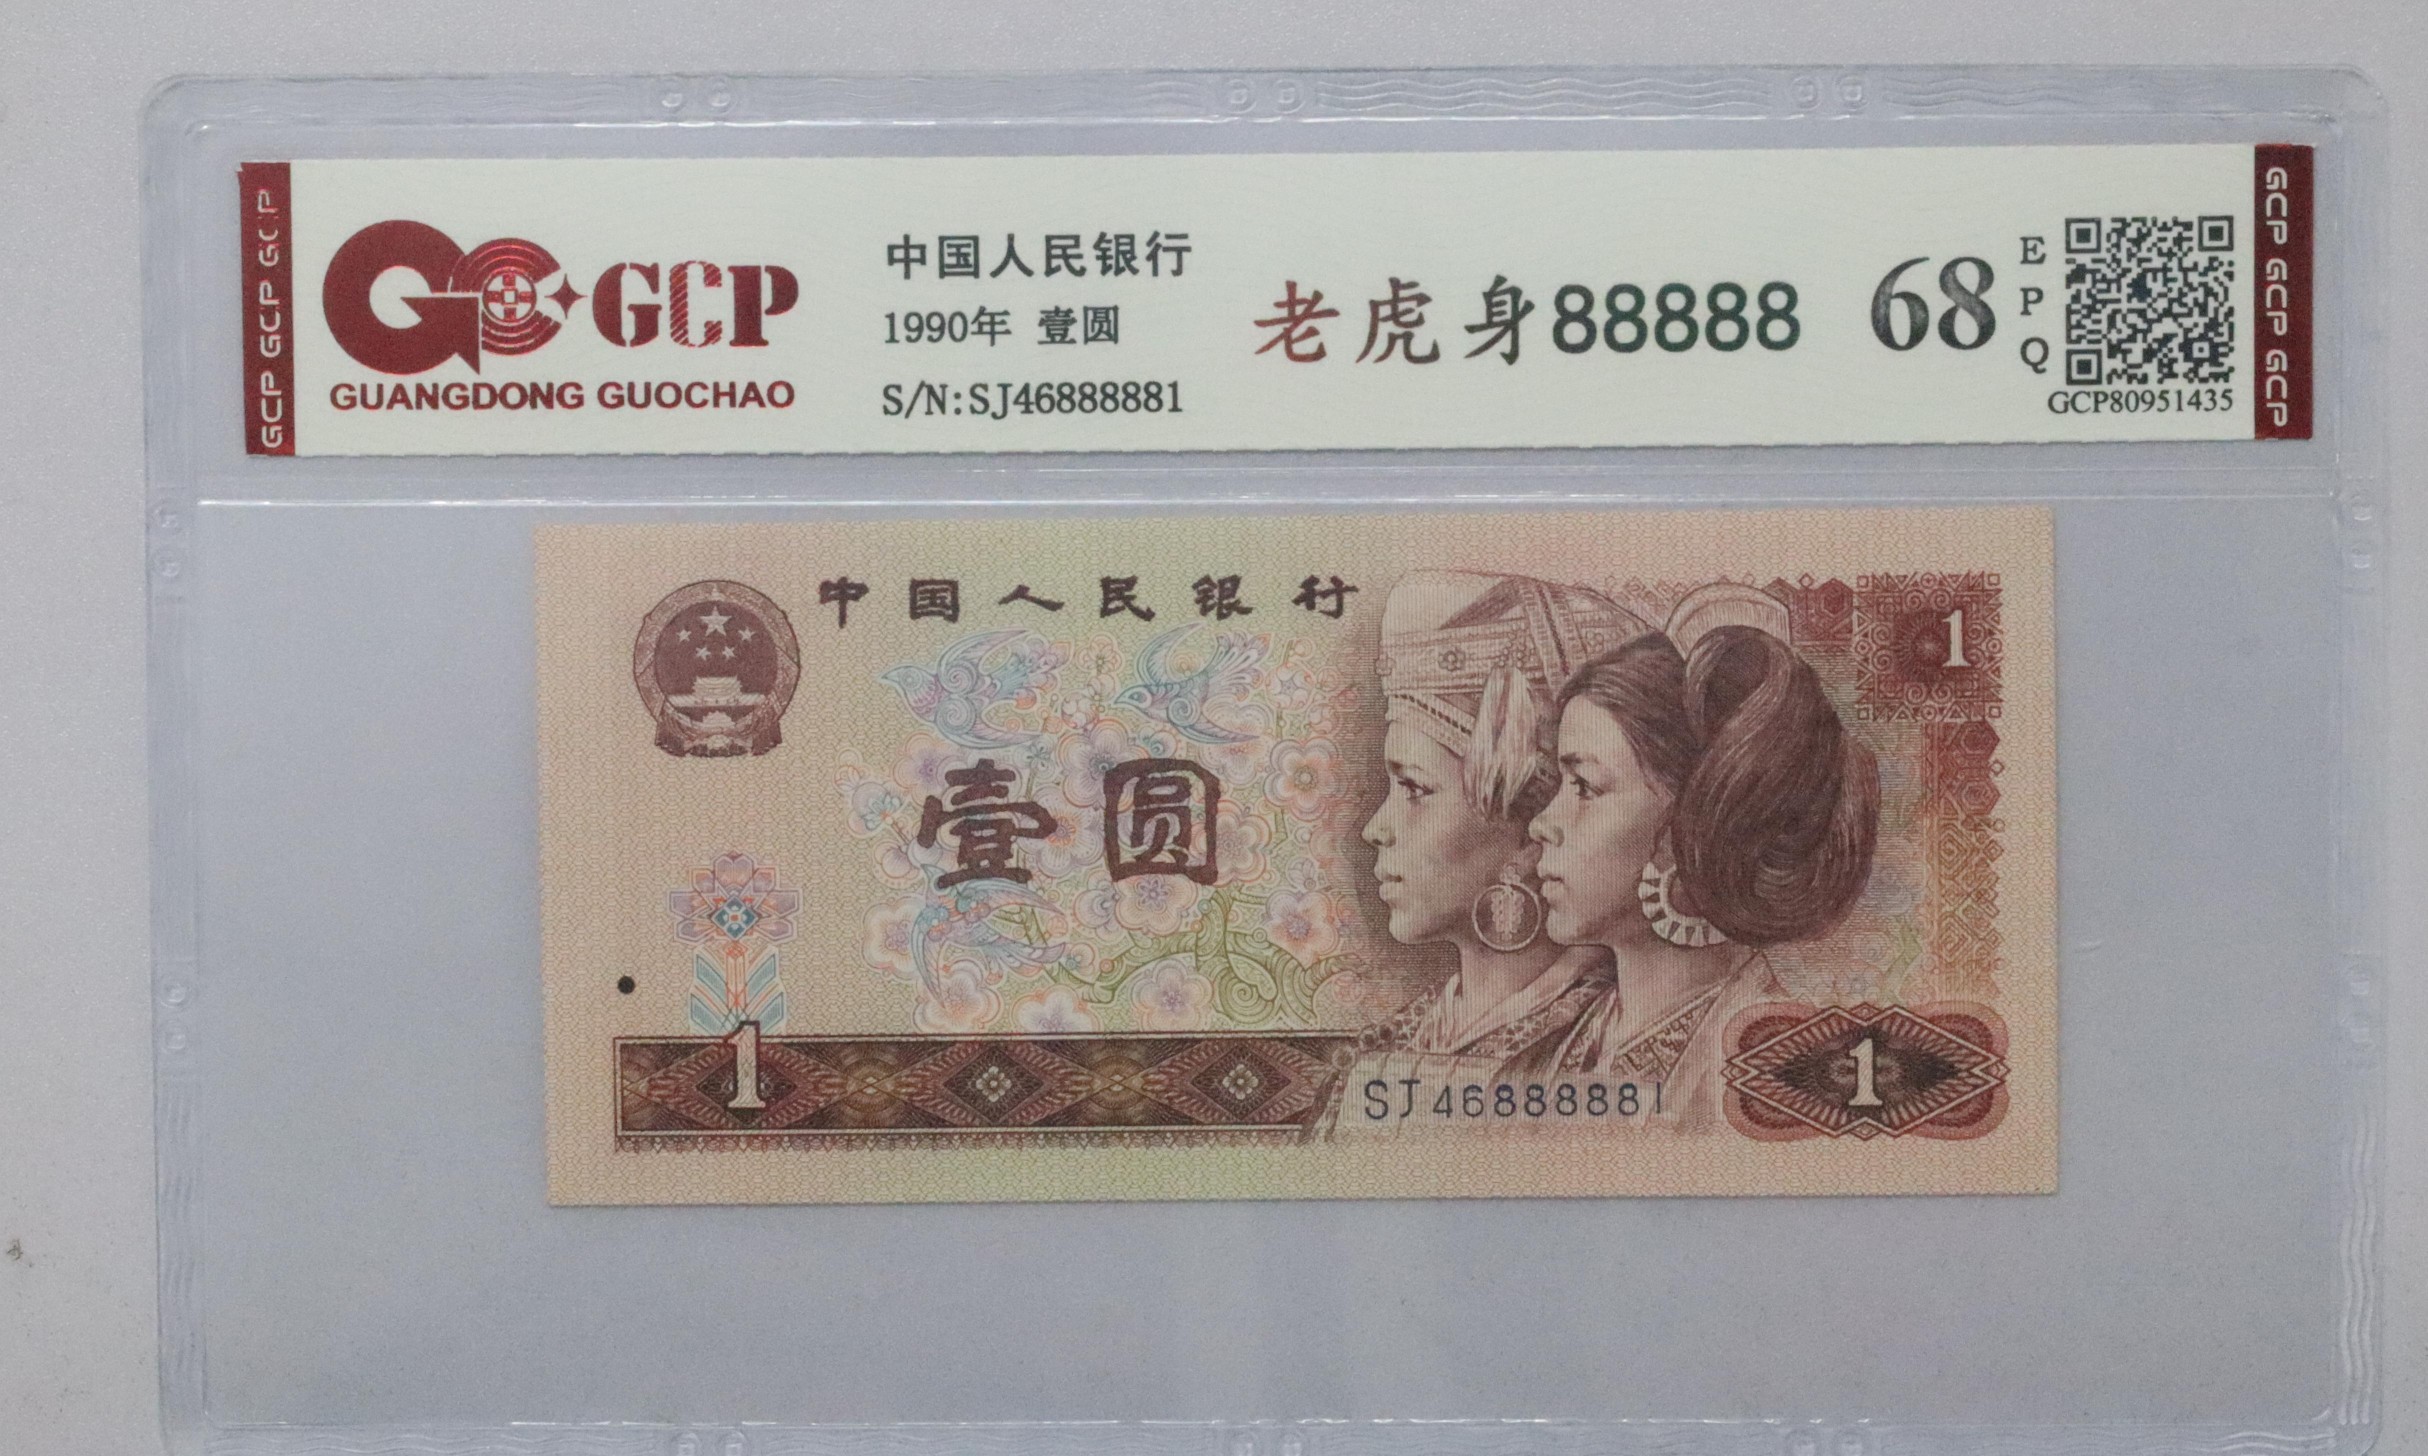 GCP GCP GCP
GCP
GUANGDONG GUOCHAO
中国人民银行
1990年 壹圆
S/N:SJ46888881
老虎身88888
68
EPQ
GCP80951435
GCP GCP GCP
中国人民银行
1
壹圆
1
SJ46888881
1